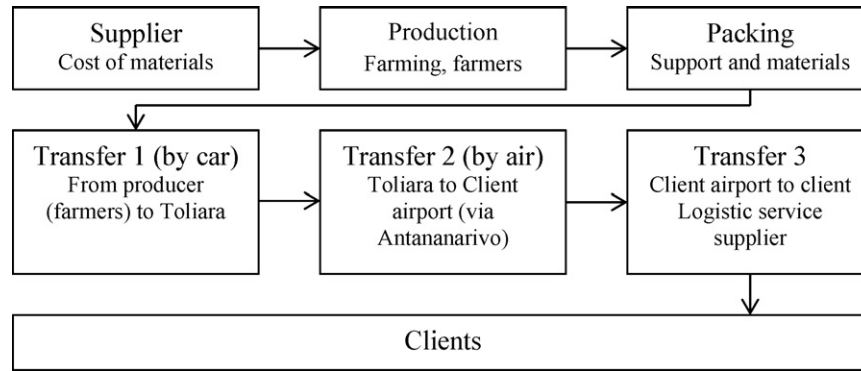 Supplier
Cost of materials
Production
Farming, farmers
Packing
Support and materials
Transfer 1 (by car)
From producer
(farmers) to Toliara
Transfer 2 (by air)
Toliara to Client
airport (via
Antananarivo)
Transfer 3
Client airport to client
Logistic service
supplier
Clients